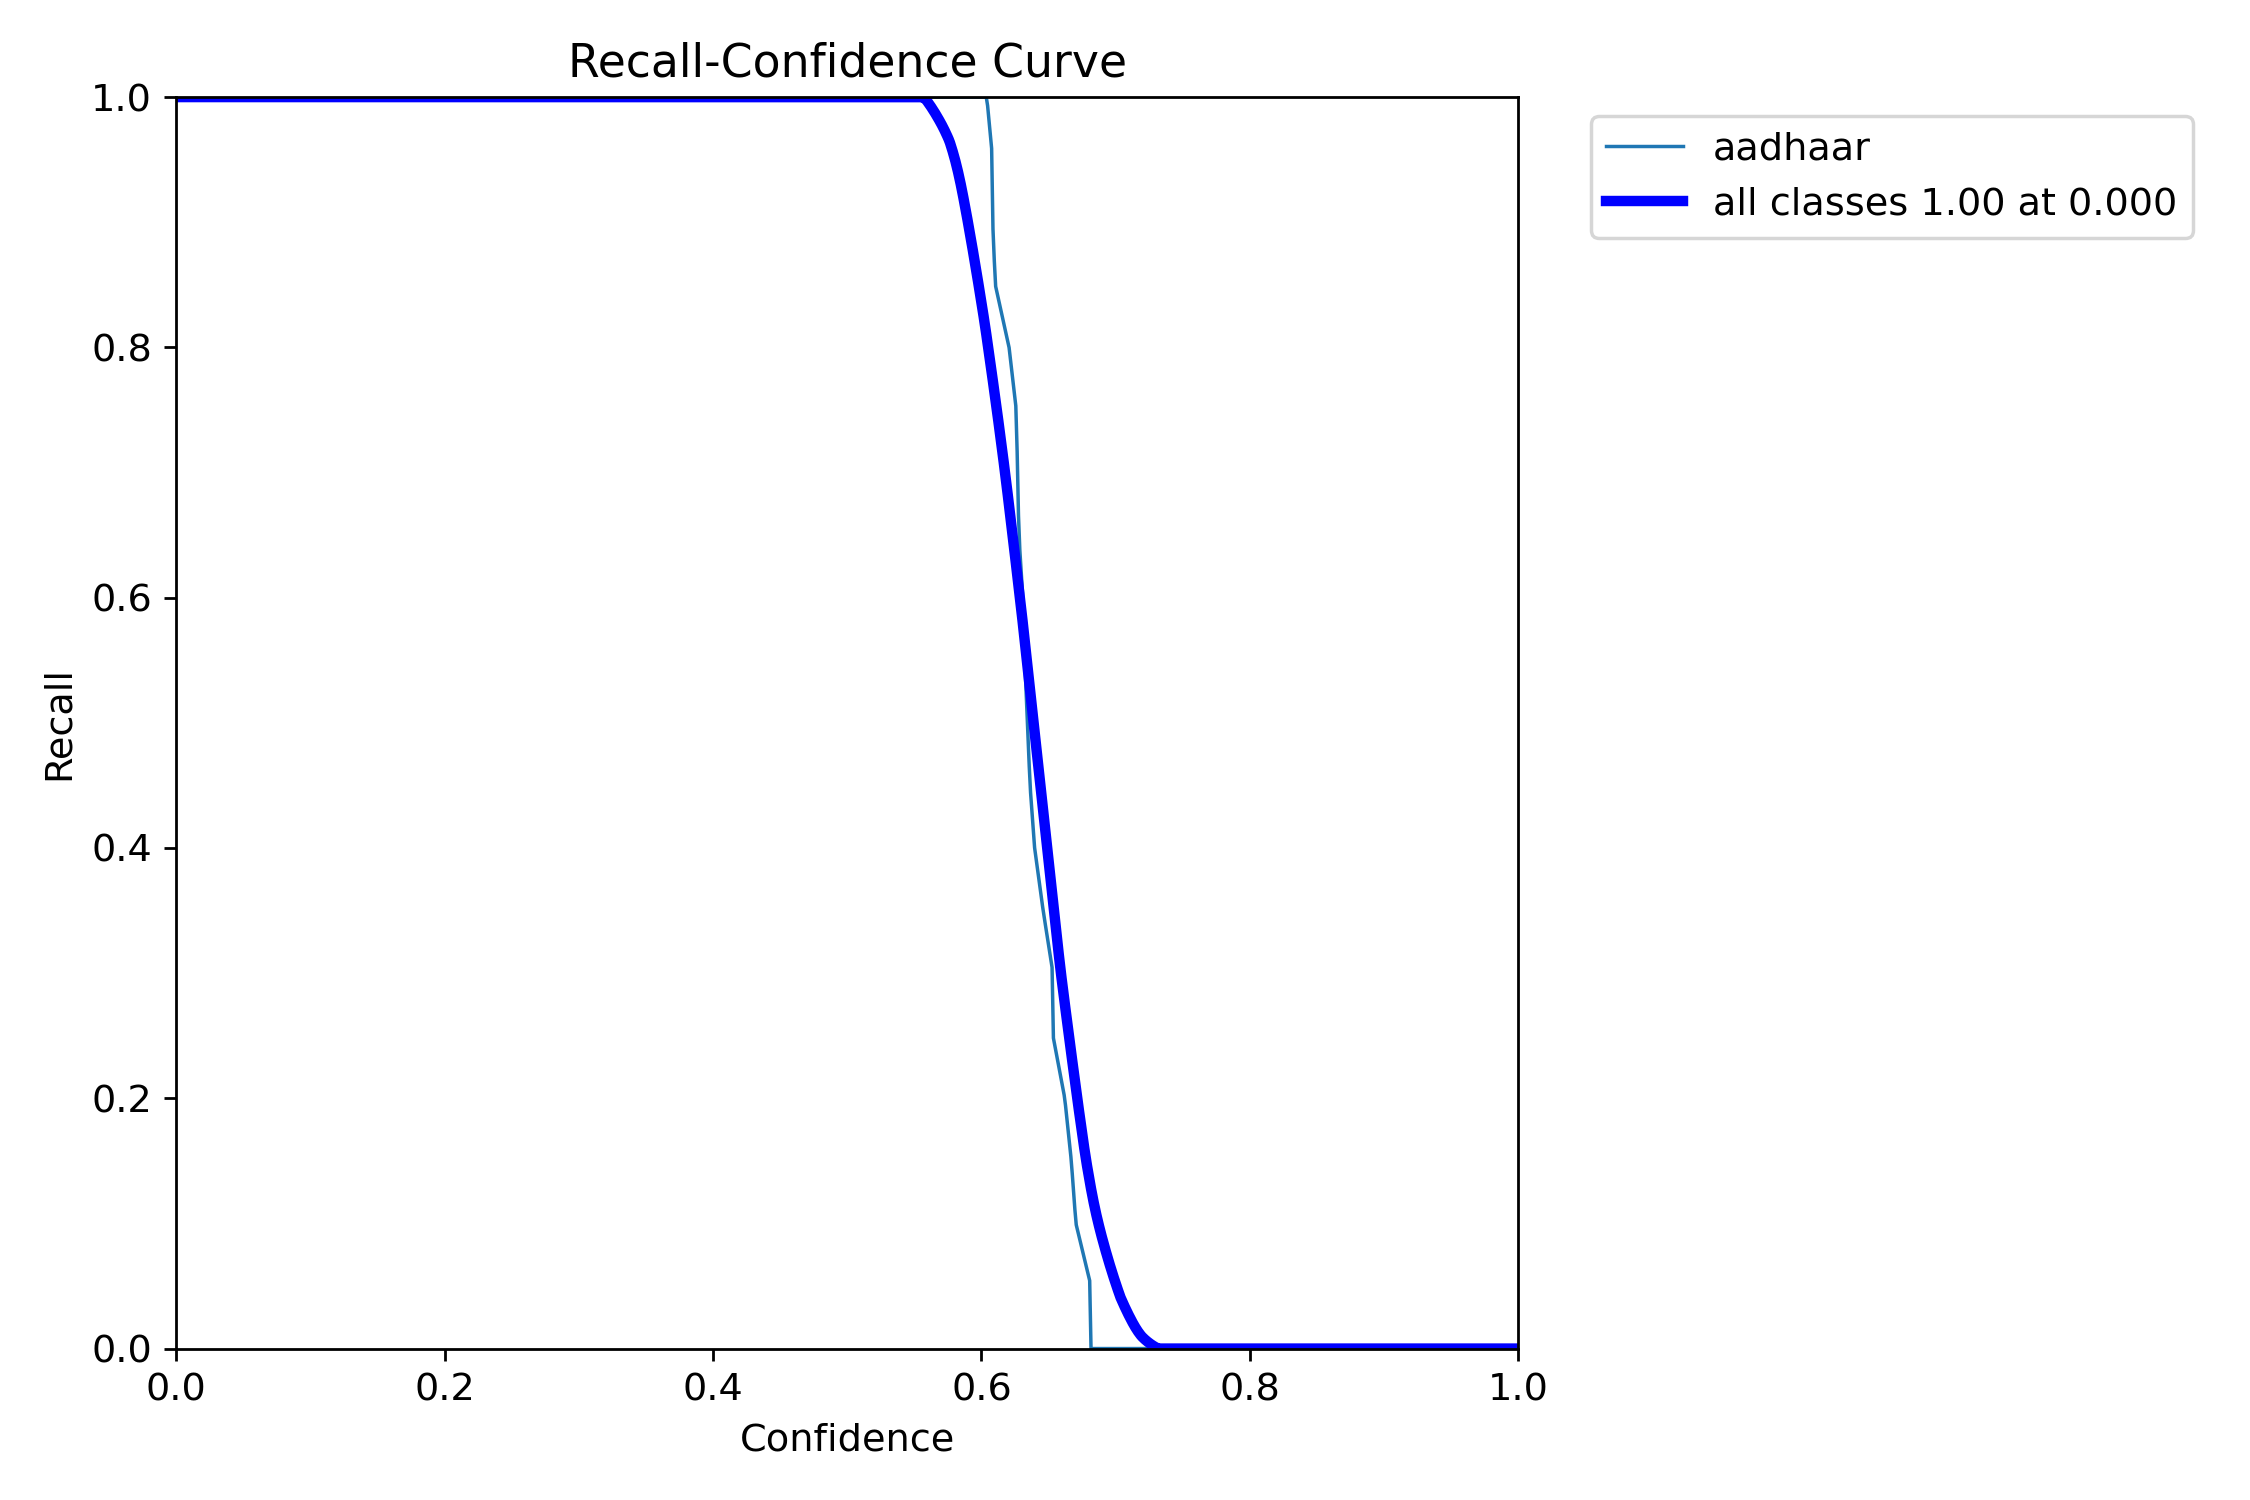 Recall-Confidence Curve
1.0
0.8
0.6
0.4
0.2
0.0
Recall
0.0 0.2 0.4 0.6 0.8 1.0
Confidence
aadhaar
all classes 1.00 at 0.000